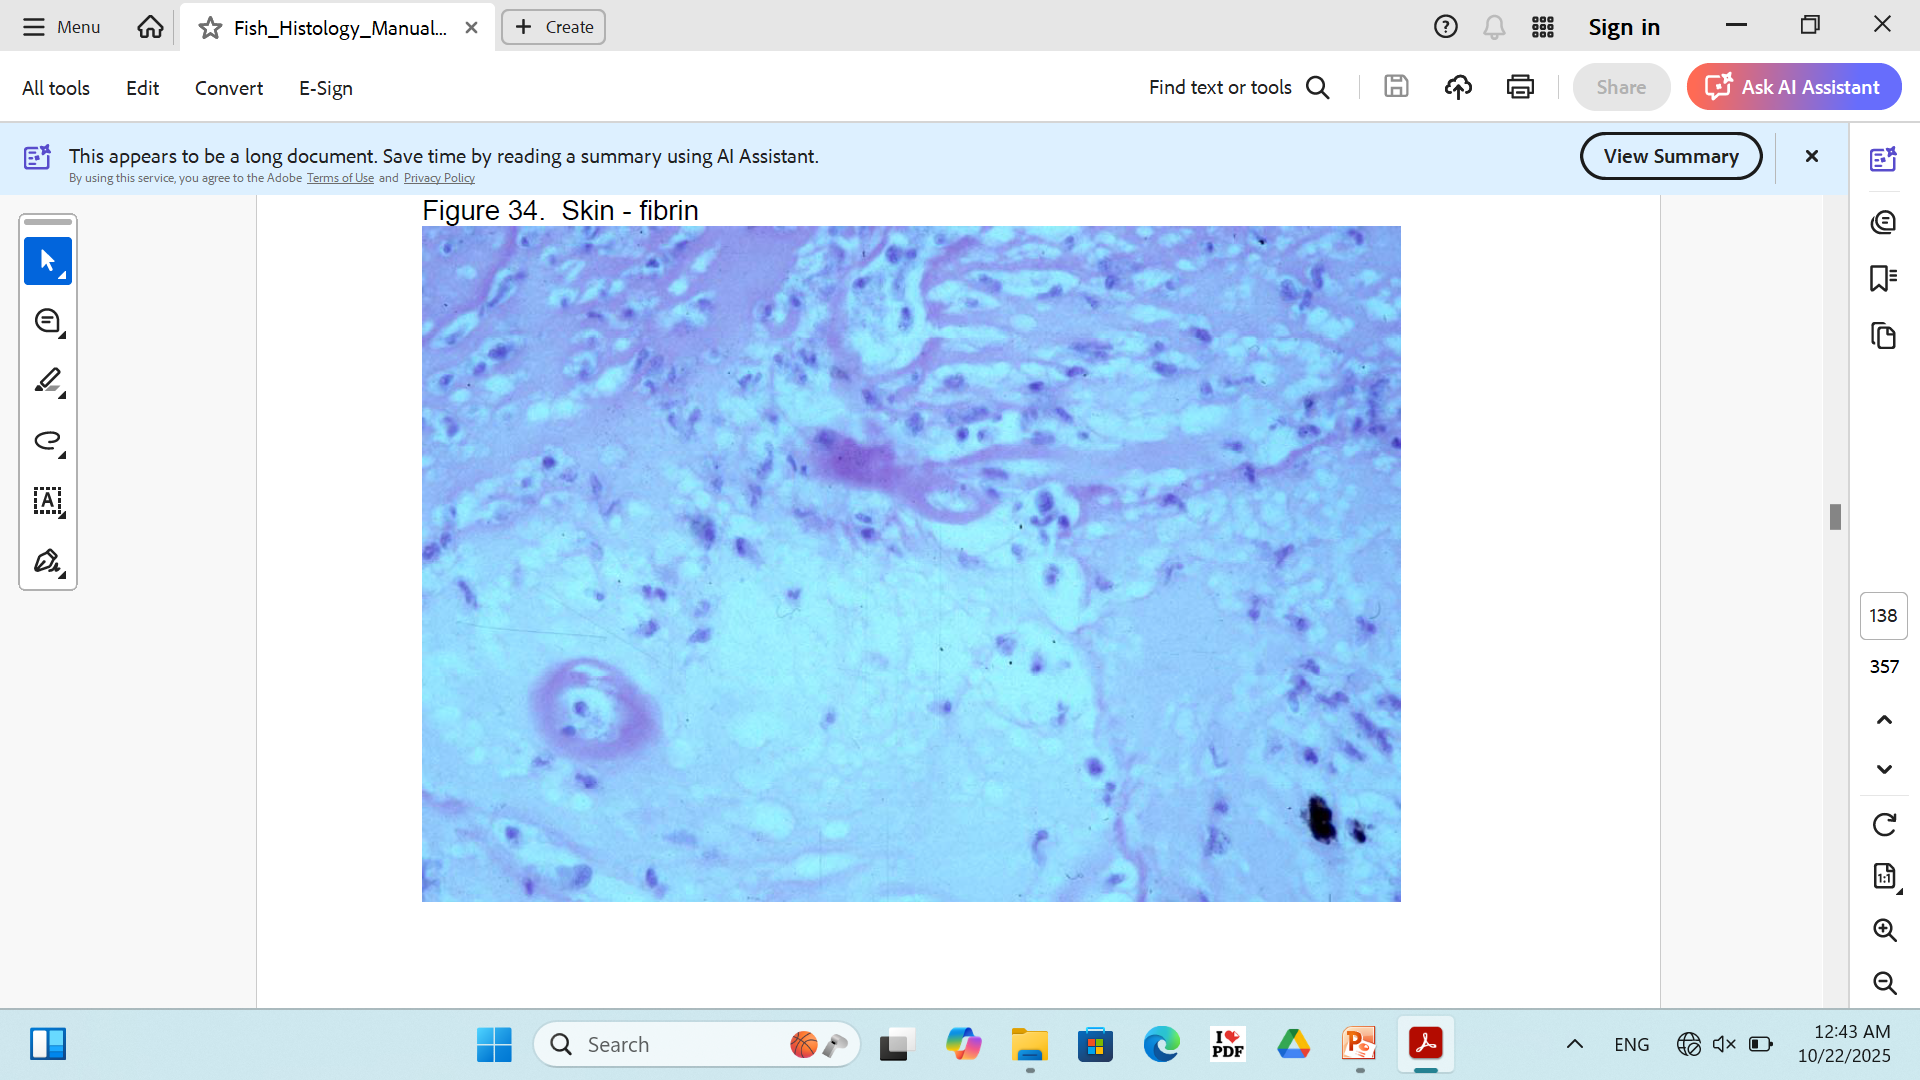 Menu
Fish_Histology_Manual...
Create
Sign in
All tools
Edit
Convert
E-Sign
Find text or tools
Share
Ask AI Assistant
This appears to be a long document. Save time by reading a summary using AI Assistant.
By using this service, you agree to the Adobe Terms of Use and Privacy Policy
View Summary
Figure 34. Skin - fibrin
A
138
357
1:1
Search
I PDF
P
ENG
12:43 AM
10/22/2025